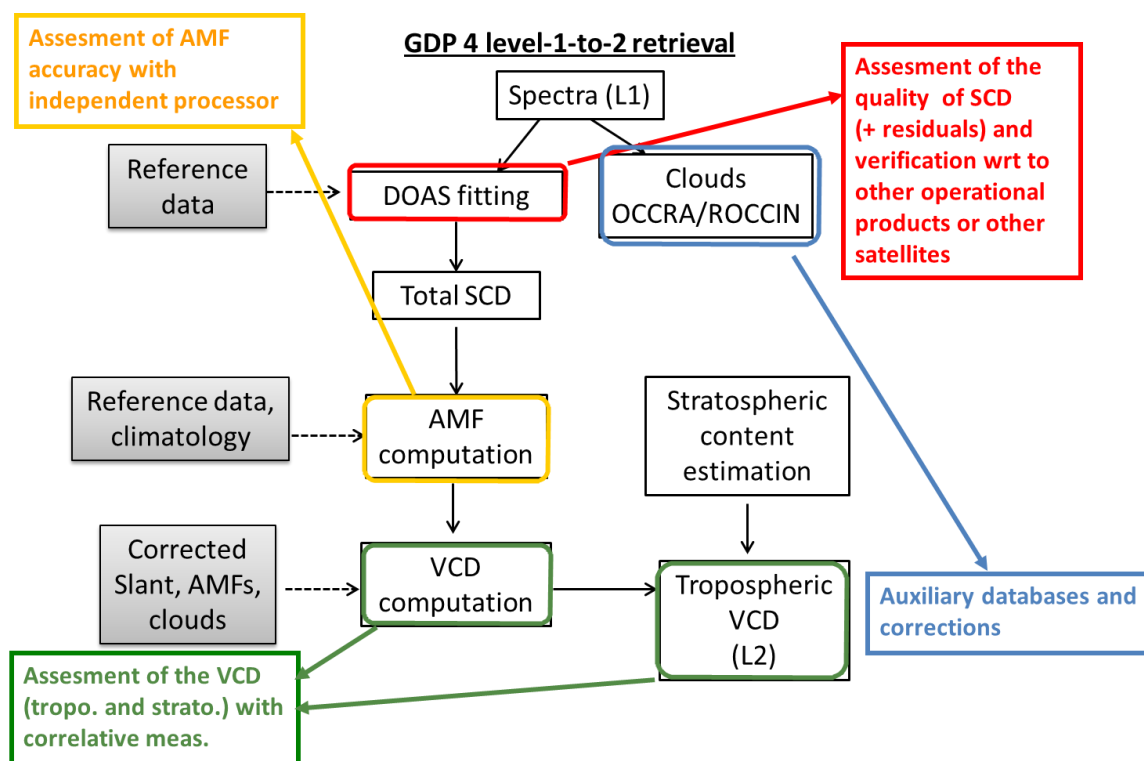 GDP 4 level-1-to-2 retrieval
Assesment of AMF
accuracy with
independent processor
Spectra (L1)
Assesment of the
quality of SCD
(+ residuals) and
verification wrt to
other operational
products or other
satellites
Reference
data
DOAS fitting
Clouds
OCCRA/ROCCIN
Total SCD
Reference data,
climatology
AMF
computation
Stratospheric
content
estimation
Corrected
Slant, AMFs,
clouds
VCD
computation
Tropospheric
VCD
(L2)
Auxiliary databases and
corrections
Assesment of the VCD
(tropo. and strato.) with
correlative meas.